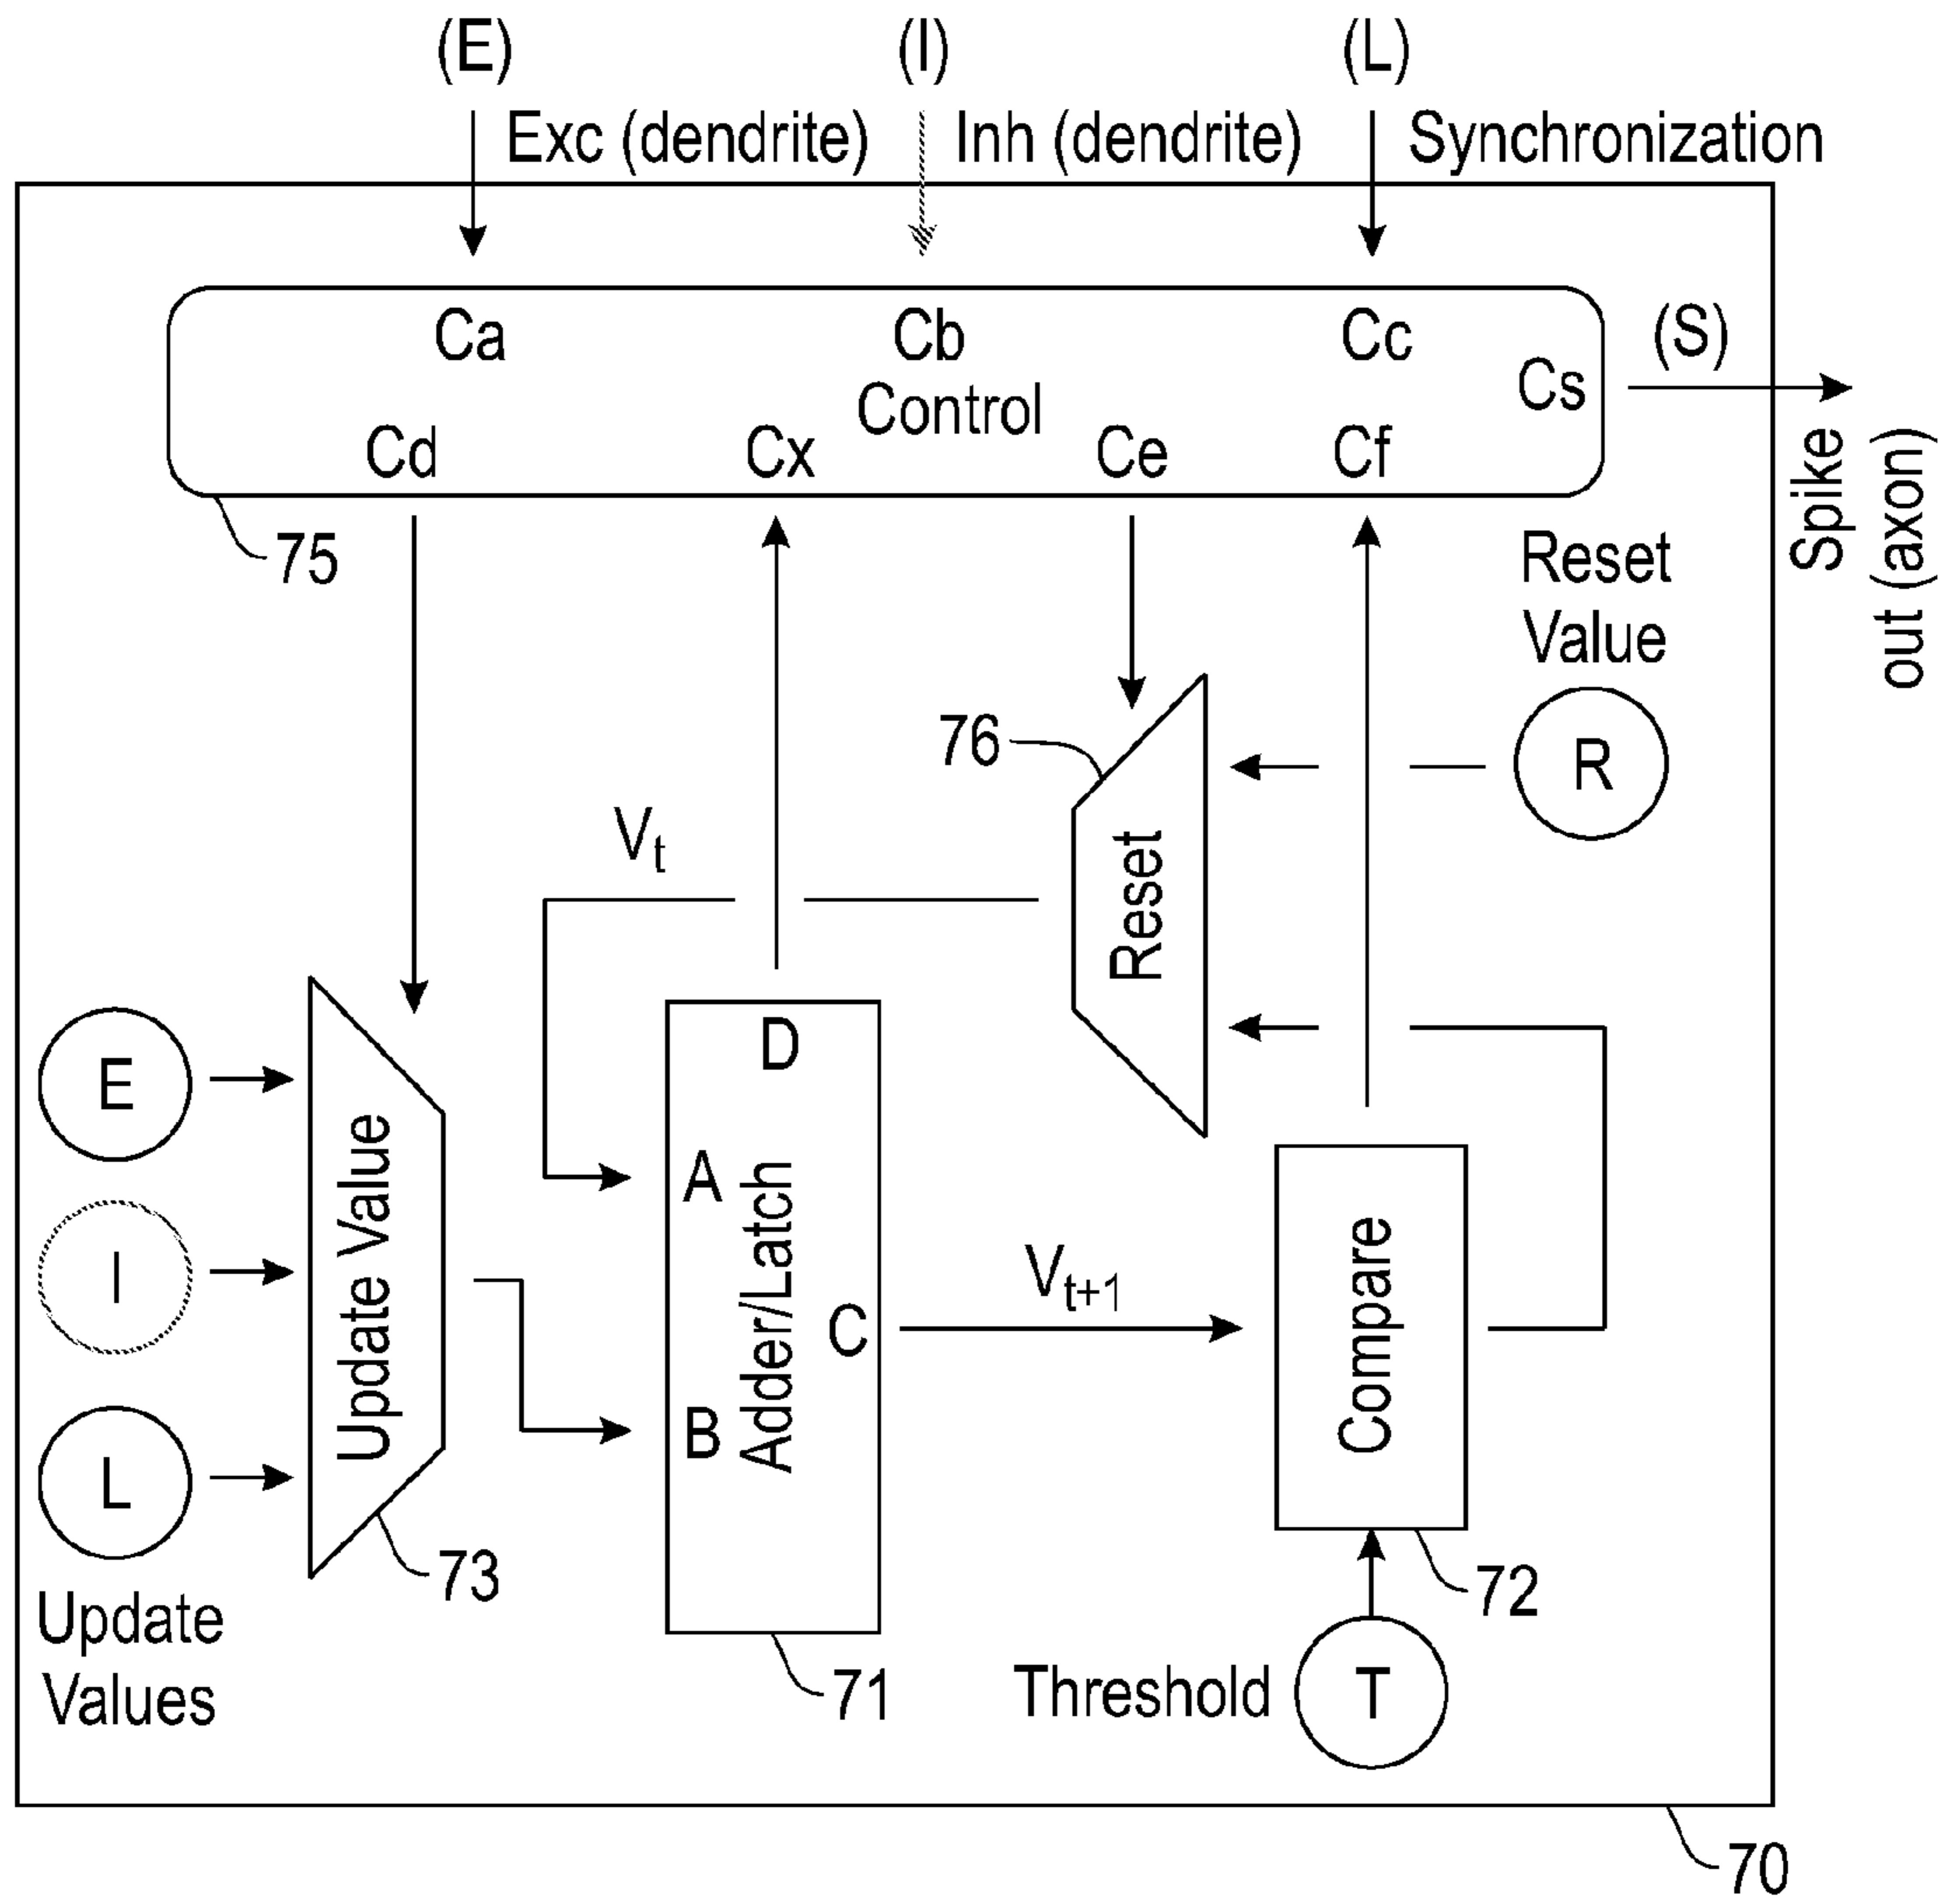 (E)
(I)
(L)
Exc (dendrite)
Inh (dendrite)
Synchronization
Ca
Cb
Cc
(S)
Cs
Control
Cd
Cx
Ce
Cf
Spike
out (axon)
75
Reset
Value
R
76
Reset
Vt
E
I
L
Update Value
Update
Values
73
D
A
Adder/Latch
B
C
71
Vt+1
Compare
72
Threshold
T
70